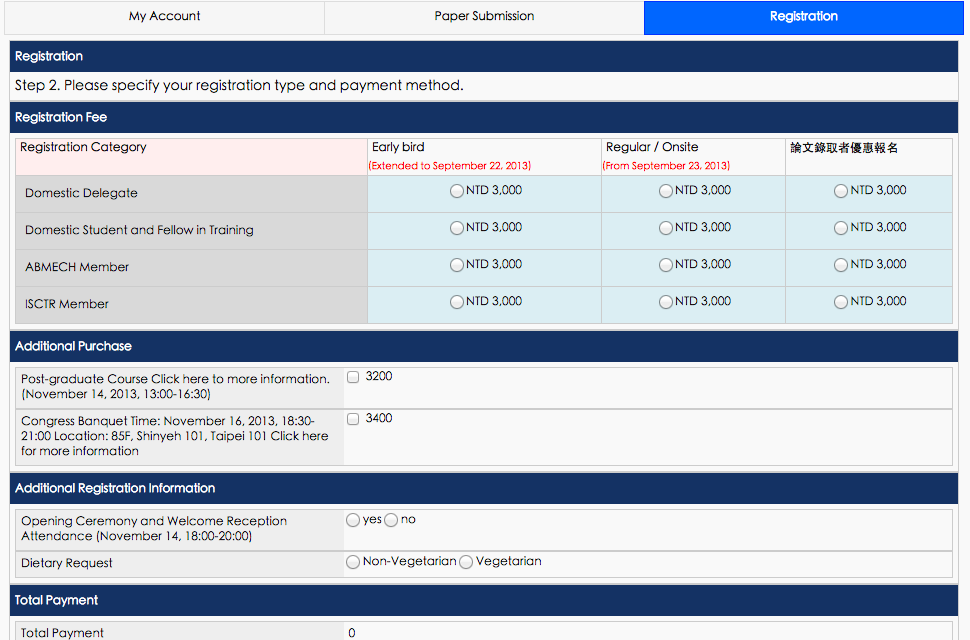 My Account Paper Submission Registration
Registration
Step 2. Please specify your registration type and payment method.
Registration Fee
Registration Category Early bird Regular / Onsite 論文錄取者優惠報名
(Extended to September 22, 2013) (From September 23, 2013)
Domestic Delegate NTD 3,000 NTD 3,000 NTD 3,000
Domestic Student and Fellow in Training NTD 3,000 NTD 3,000 NTD 3,000
ABMECH Member NTD 3,000 NTD 3,000 NTD 3,000
ISCTR Member NTD 3,000 NTD 3,000 NTD 3,000
Additional Purchase
Post-graduate Course Click here to more information. 3200
(November 14, 2013, 13:00-16:30)
Congress Banquet Time: November 16, 2013, 18:30- 3400
21:00 Location: 85F, Shinyeh 101, Taipei 101 Click here
for more information
Additional Registration Information
Opening Ceremony and Welcome Reception yes no
Attendance (November 14, 18:00-20:00)
Dietary Request Non-Vegetarian Vegetarian
Total Payment
Total Payment 0